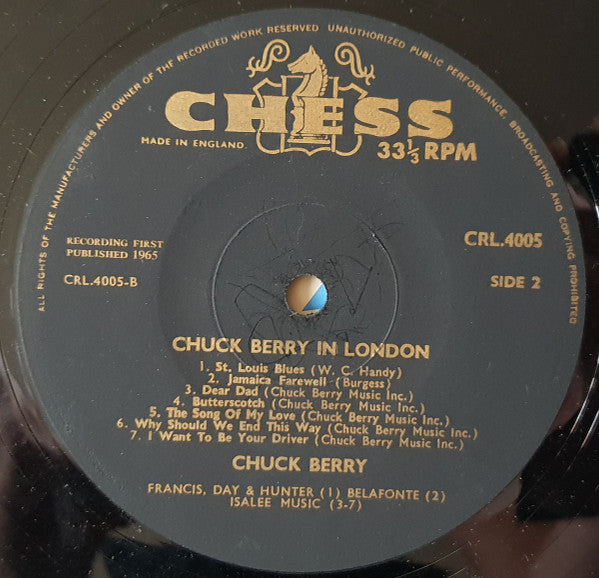 ALL RIGHTS OF THE MANUFACTURERS AND OWNER OF THE RECORDED WORK RESERVED UNAUTHORIZED PUBLIC PERFORMANCE, BROADCASTING AND COPYING PROHIBITED
CHESS
MADE IN ENGLAND.
33⅓ RPM
RECORDING FIRST
PUBLISHED 1965
CRL.4005-B
CRL.4005
SIDE 2
CHUCK BERRY IN LONDON
1. St. Louis Blues (W. C. Handy)
2. Jamaica Farewell (Burgess)
3. Dear Dad (Chuck Berry Music Inc.)
4. Butterscotch (Chuck Berry Music Inc.)
5. The Song Of My Love (Chuck Berry Music Inc.)
6. Why Should We End This Way (Chuck Berry Music Inc.)
7. I Want To Be Your Driver (Chuck Berry Music Inc.)
CHUCK BERRY
FRANCIS, DAY & HUNTER (1) BELAFONTE (2)
ISALEE MUSIC (3-7)